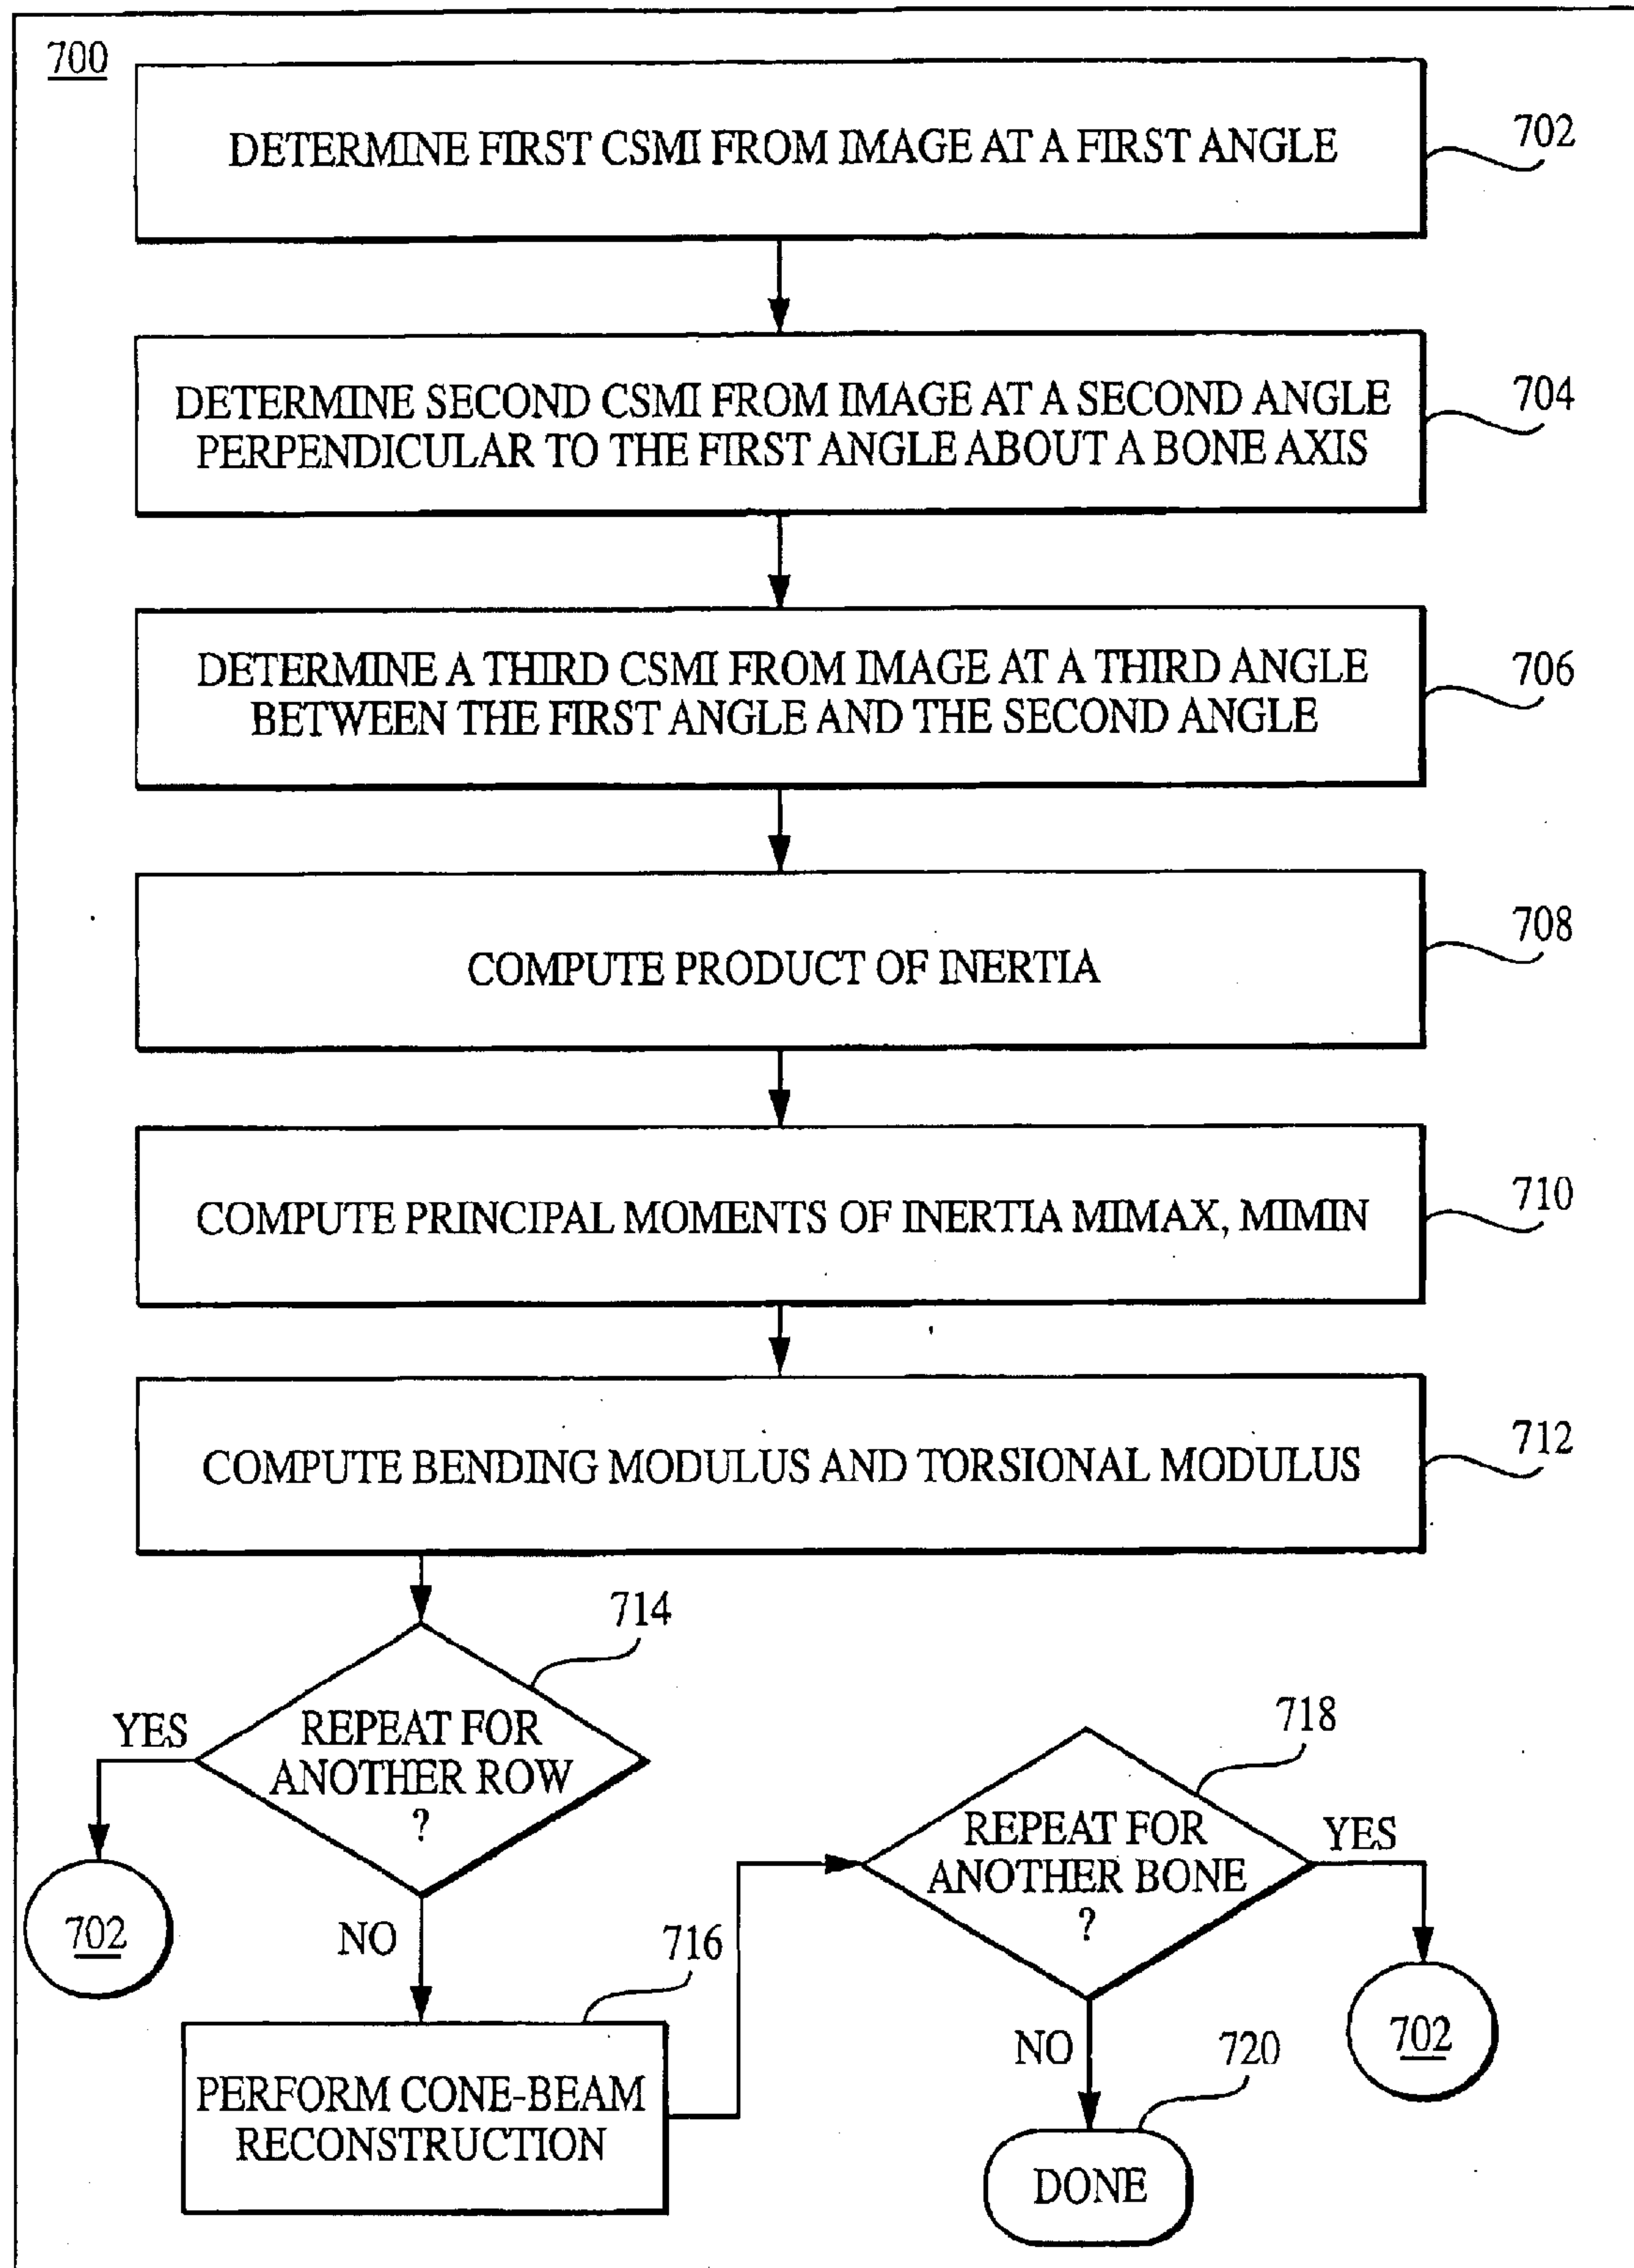 700
DETERMINE FIRST CSMI FROM IMAGE AT A FIRST ANGLE
702
DETERMINE SECOND CSMI FROM IMAGE AT A SECOND ANGLE
PERPENDICULAR TO THE FIRST ANGLE ABOUT A BONE AXIS
704
DETERMINE A THIRD CSMI FROM IMAGE AT A THIRD ANGLE
BETWEEN THE FIRST ANGLE AND THE SECOND ANGLE
706
COMPUTE PRODUCT OF INERTIA
708
COMPUTE PRINCIPAL MOMENTS OF INERTIA MIMAX, MIMIN
710
COMPUTE BENDING MODULUS AND TORSIONAL MODULUS
712
714
YES
REPEAT FOR
ANOTHER ROW
?
702
NO
716
PERFORM CONE-BEAM
RECONSTRUCTION
718
REPEAT FOR
ANOTHER BONE
?
YES
702
NO
720
DONE